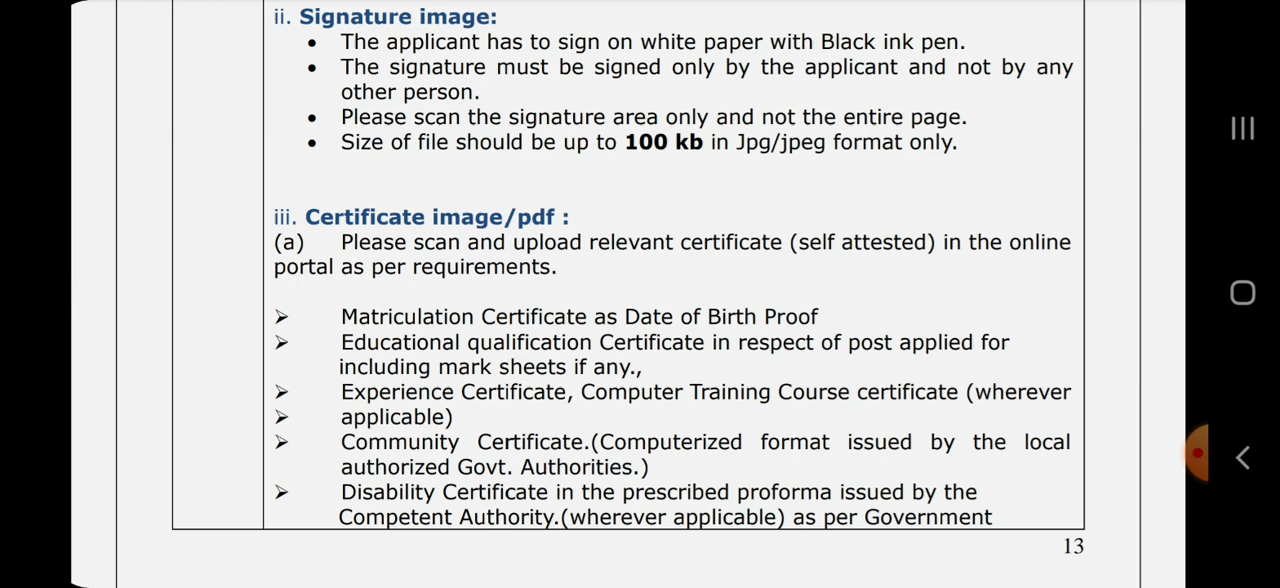 ii. Signature image:
• The applicant has to sign on white paper with Black ink pen.
• The signature must be signed only by the applicant and not by any
other person.
• Please scan the signature area only and not the entire page.
• Size of file should be up to 100 kb in Jpg/jpeg format only.
iii. Certificate image/pdf :
(a) Please scan and upload relevant certificate (self attested) in the online
portal as per requirements.
➢ Matriculation Certificate as Date of Birth Proof
➢ Educational qualification Certificate in respect of post applied for
including mark sheets if any.,
➢ Experience Certificate, Computer Training Course certificate (wherever
➢ applicable)
➢ Community Certificate.(Computerized format issued by the local
authorized Govt. Authorities.)
➢ Disability Certificate in the prescribed proforma issued by the
Competent Authority.(wherever applicable) as per Government
13